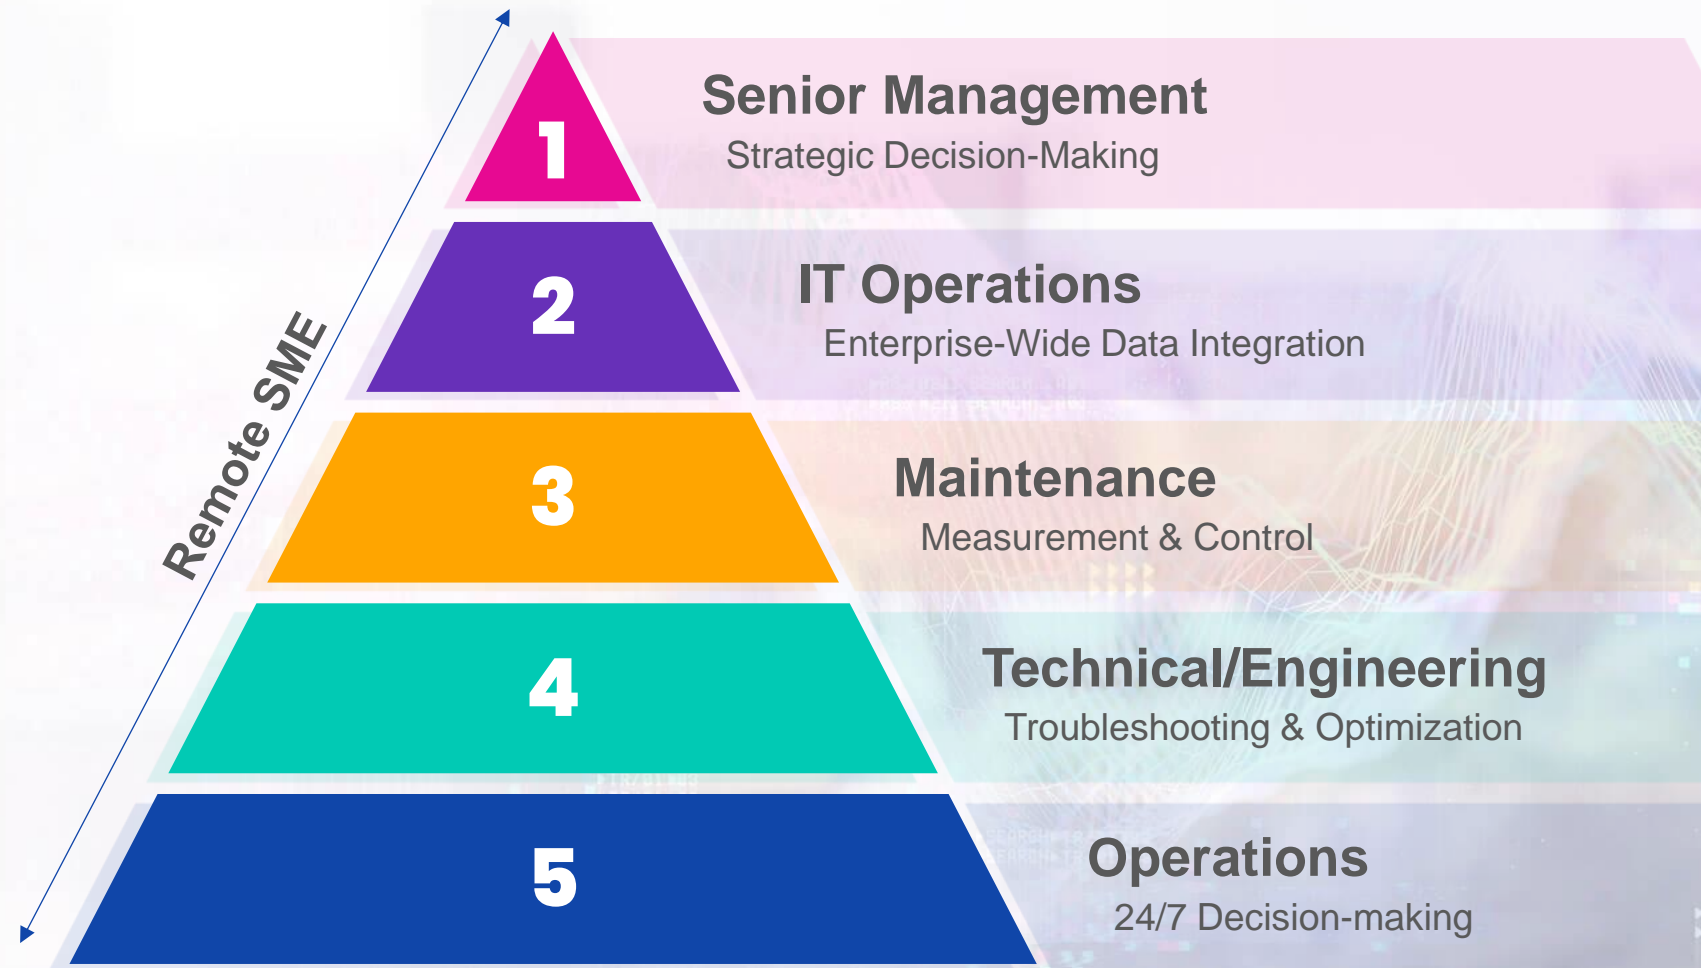 Remote SME
1
Senior Management
Strategic Decision-Making
2
IT Operations
Enterprise-Wide Data Integration
3
Maintenance
Measurement & Control
4
Technical/Engineering
Troubleshooting & Optimization
5
Operations
24/7 Decision-making